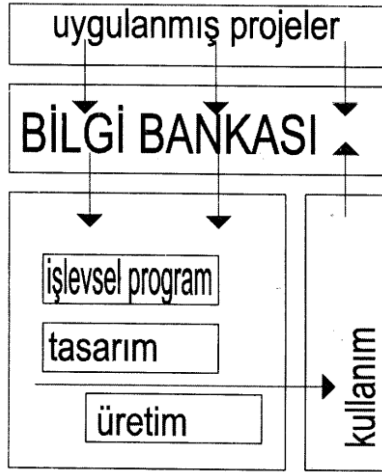 uygulanmış projeler
BİLGİ BANKASI
işlevsel program
tasarım
üretim
kullanım